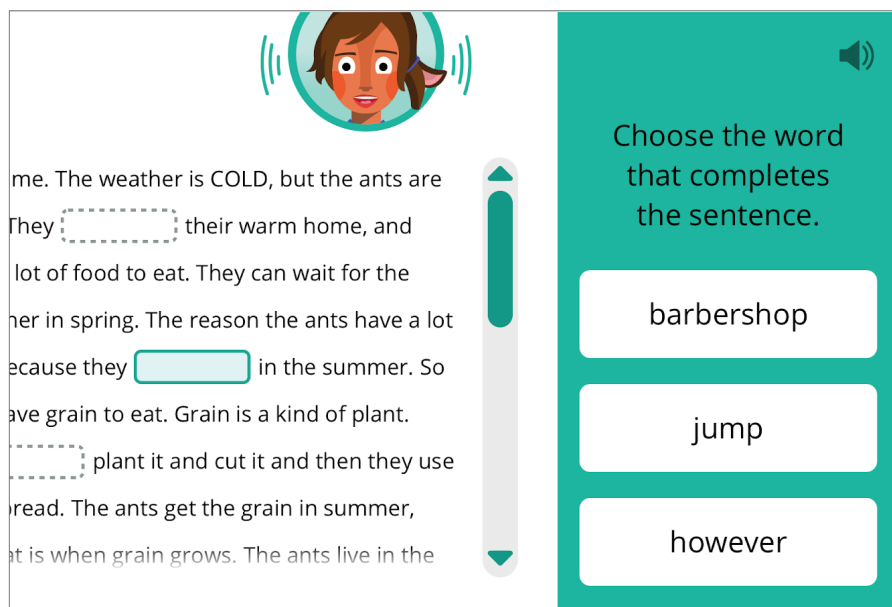 me. The weather is COLD, but the ants are
They their warm home, and
lot of food to eat. They can wait for the
in spring. The reason the ants have a lot
they in the summer. So
grain to eat. Grain is a kind of plant.
plant it and cut it and then they use
The ants get the grain in summer,
is when grain grows. The ants live in the
Choose the word
that completes
the sentence.
barbershop
jump
however